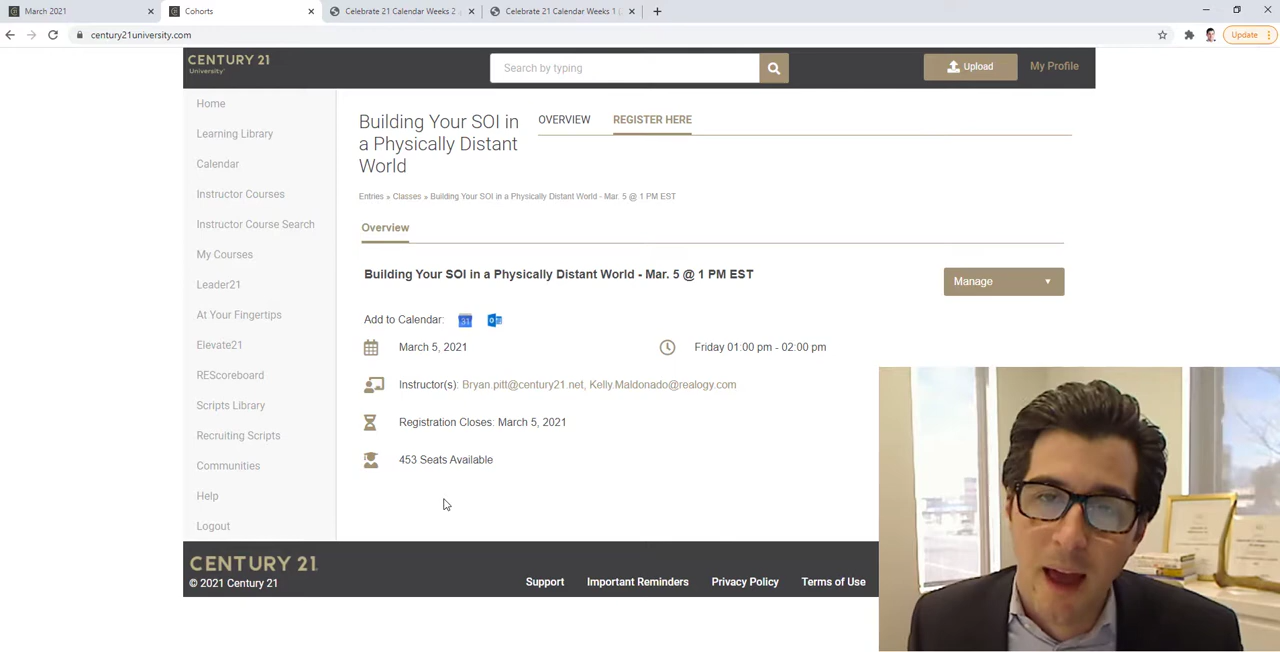 March 2021
Cohorts
Celebrate 21 Calendar Weeks 2
Celebrate 21 Calendar Weeks 1 (
century21university.com
Update
CENTURY 21
University
Search by typing
Upload
My Profile
Home
Learning Library
Calendar
Instructor Courses
Instructor Course Search
My Courses
Leader21
At Your Fingertips
Elevate21
REScoreboard
Scripts Library
Recruiting Scripts
Communities
Help
Logout
Building Your SOI in
a Physically Distant
World
OVERVIEW
REGISTER HERE
Entries » Classes » Building Your SOI in a Physically Distant World - Mar. 5 @ 1 PM EST
Overview
Building Your SOI in a Physically Distant World - Mar. 5 @ 1 PM EST
Manage
Add to Calendar:
31
March 5, 2021
Friday 01:00 pm - 02:00 pm
Instructor(s): Bryan.pitt@century21.net, Kelly.Maldonado@realogy.com
Registration Closes: March 5, 2021
453 Seats Available
CENTURY 21
© 2021 Century 21
Support
Important Reminders
Privacy Policy
Terms of Use